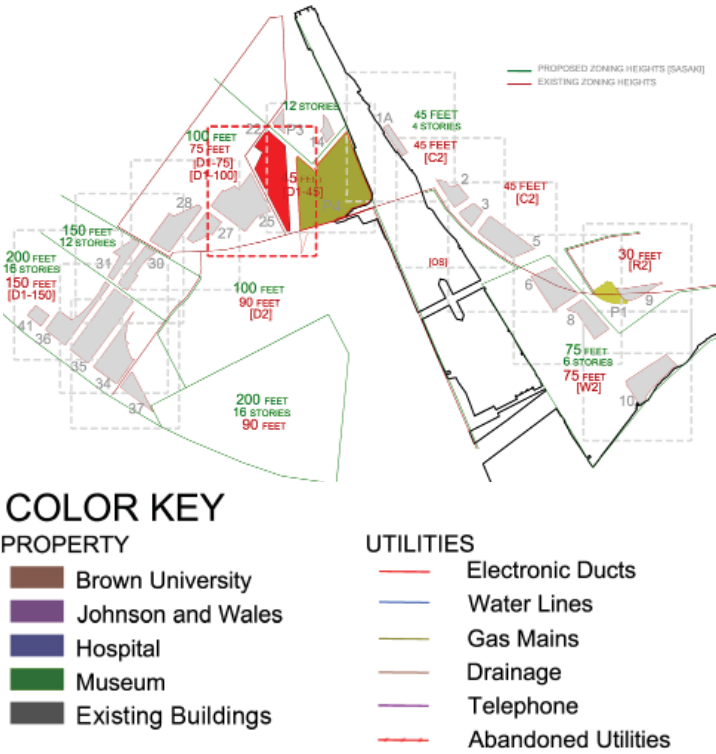 PROPOSED ZONING HEIGHTS [SASAKI]
EXISTING ZONING HEIGHTS
12 STORIES
22
P3
14
1A
45 FEET
4 STORIES
45 FEET
[C2]
100 FEET
75 FEET
[D1-75]
[D1-100]
45 FEET
[D1-45]
P4
25
27
28
2
3
5
45 FEET
[C2]
150 FEET
12 STORIES
31
30
200 FEET
16 STORIES
150 FEET
[D1-150]
[OS]
30 FEET
[R2]
6
8
9
P1
100 FEET
90 FEET
[D2]
41
36
35
34
37
75 FEET
6 STORIES
75 FEET
[W2]
10
200 FEET
16 STORIES
90 FEET
COLOR KEY
PROPERTY
Brown University
Johnson and Wales
Hospital
Museum
Existing Buildings
UTILITIES
Electronic Ducts
Water Lines
Gas Mains
Drainage
Telephone
Abandoned Utilities